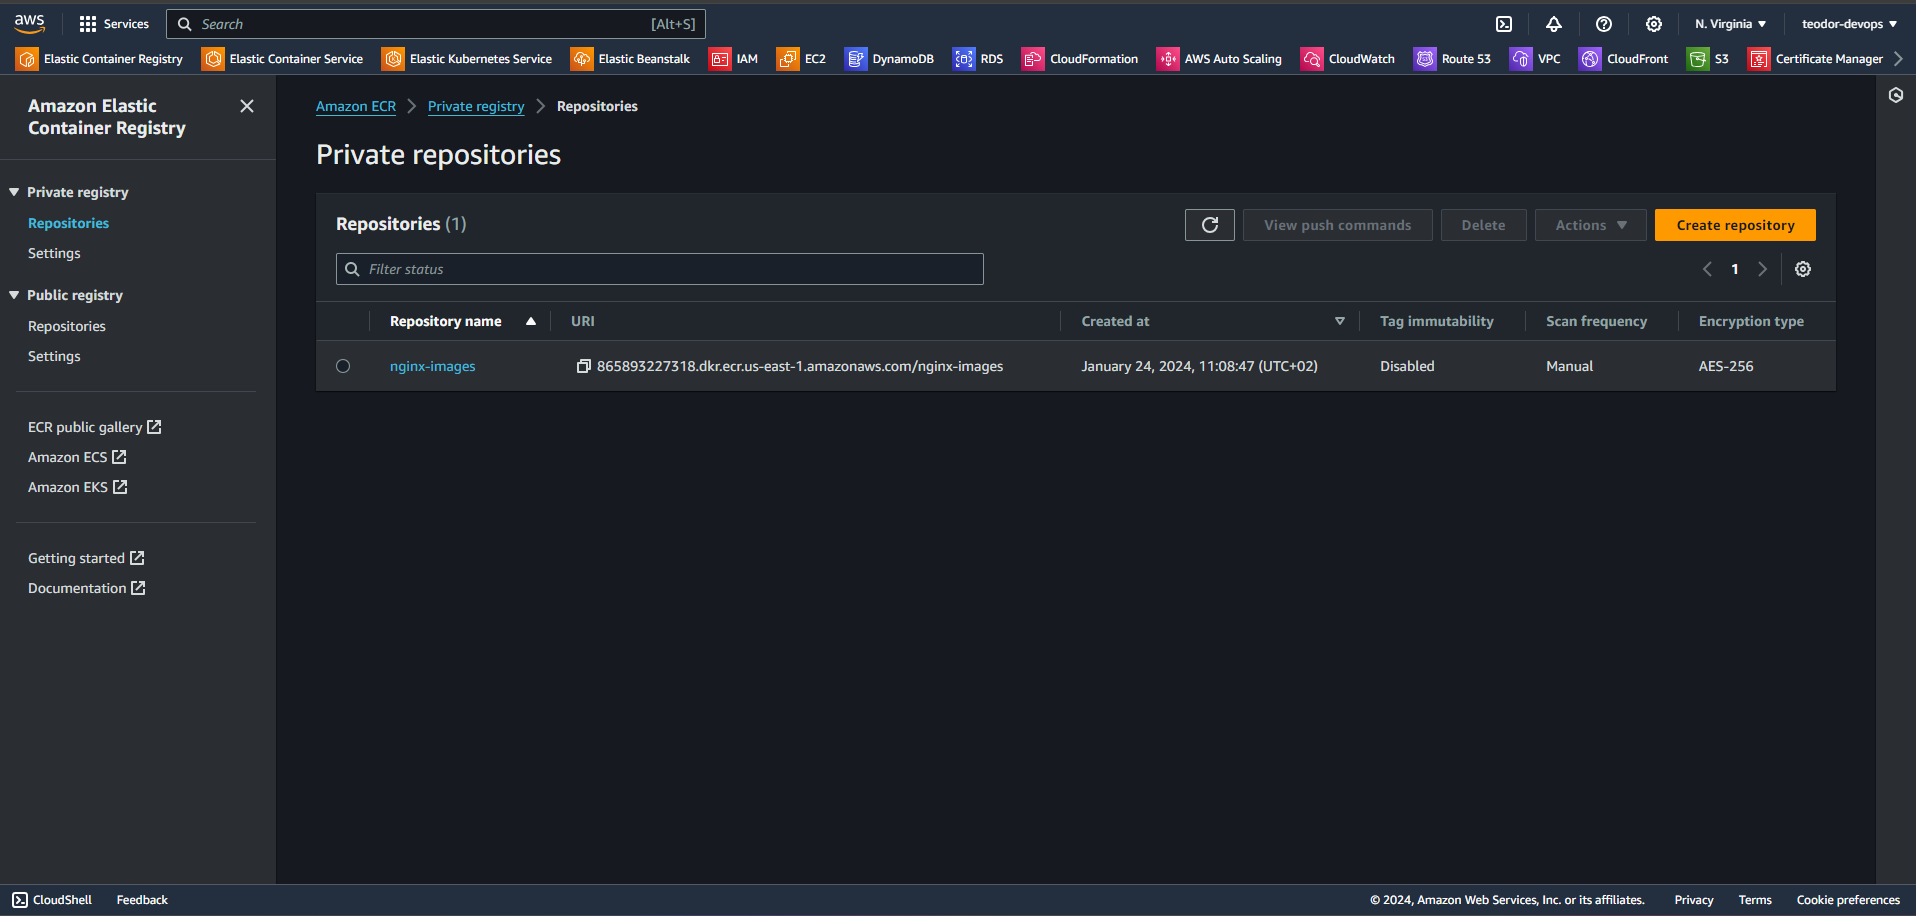 aws
Services
Search [Alt+S]
N. Virginia
teodor-devops
Elastic Container Registry
Elastic Container Service
Elastic Kubernetes Service
Elastic Beanstalk
IAM
EC2
DynamoDB
RDS
CloudFormation
AWS Auto Scaling
CloudWatch
Route 53
VPC
CloudFront
S3
Certificate Manager
Amazon Elastic
Container Registry
Private registry
Repositories
Settings
Public registry
Repositories
Settings
ECR public gallery
Amazon ECS
Amazon EKS
Getting started
Documentation
Amazon ECR
Private registry
Repositories
Private repositories
Repositories (1)
View push commands
Delete
Actions
Create repository
Filter status
1
Repository name URI Created at Tag immutability Scan frequency Encryption type
nginx-images 865893227318.dkr.ecr.us-east-1.amazonaws.com/nginx-images January 24, 2024, 11:08:47 (UTC+02) Disabled Manual AES-256
CloudShell
Feedback
© 2024, Amazon Web Services, Inc. or its affiliates.
Privacy
Terms
Cookie preferences